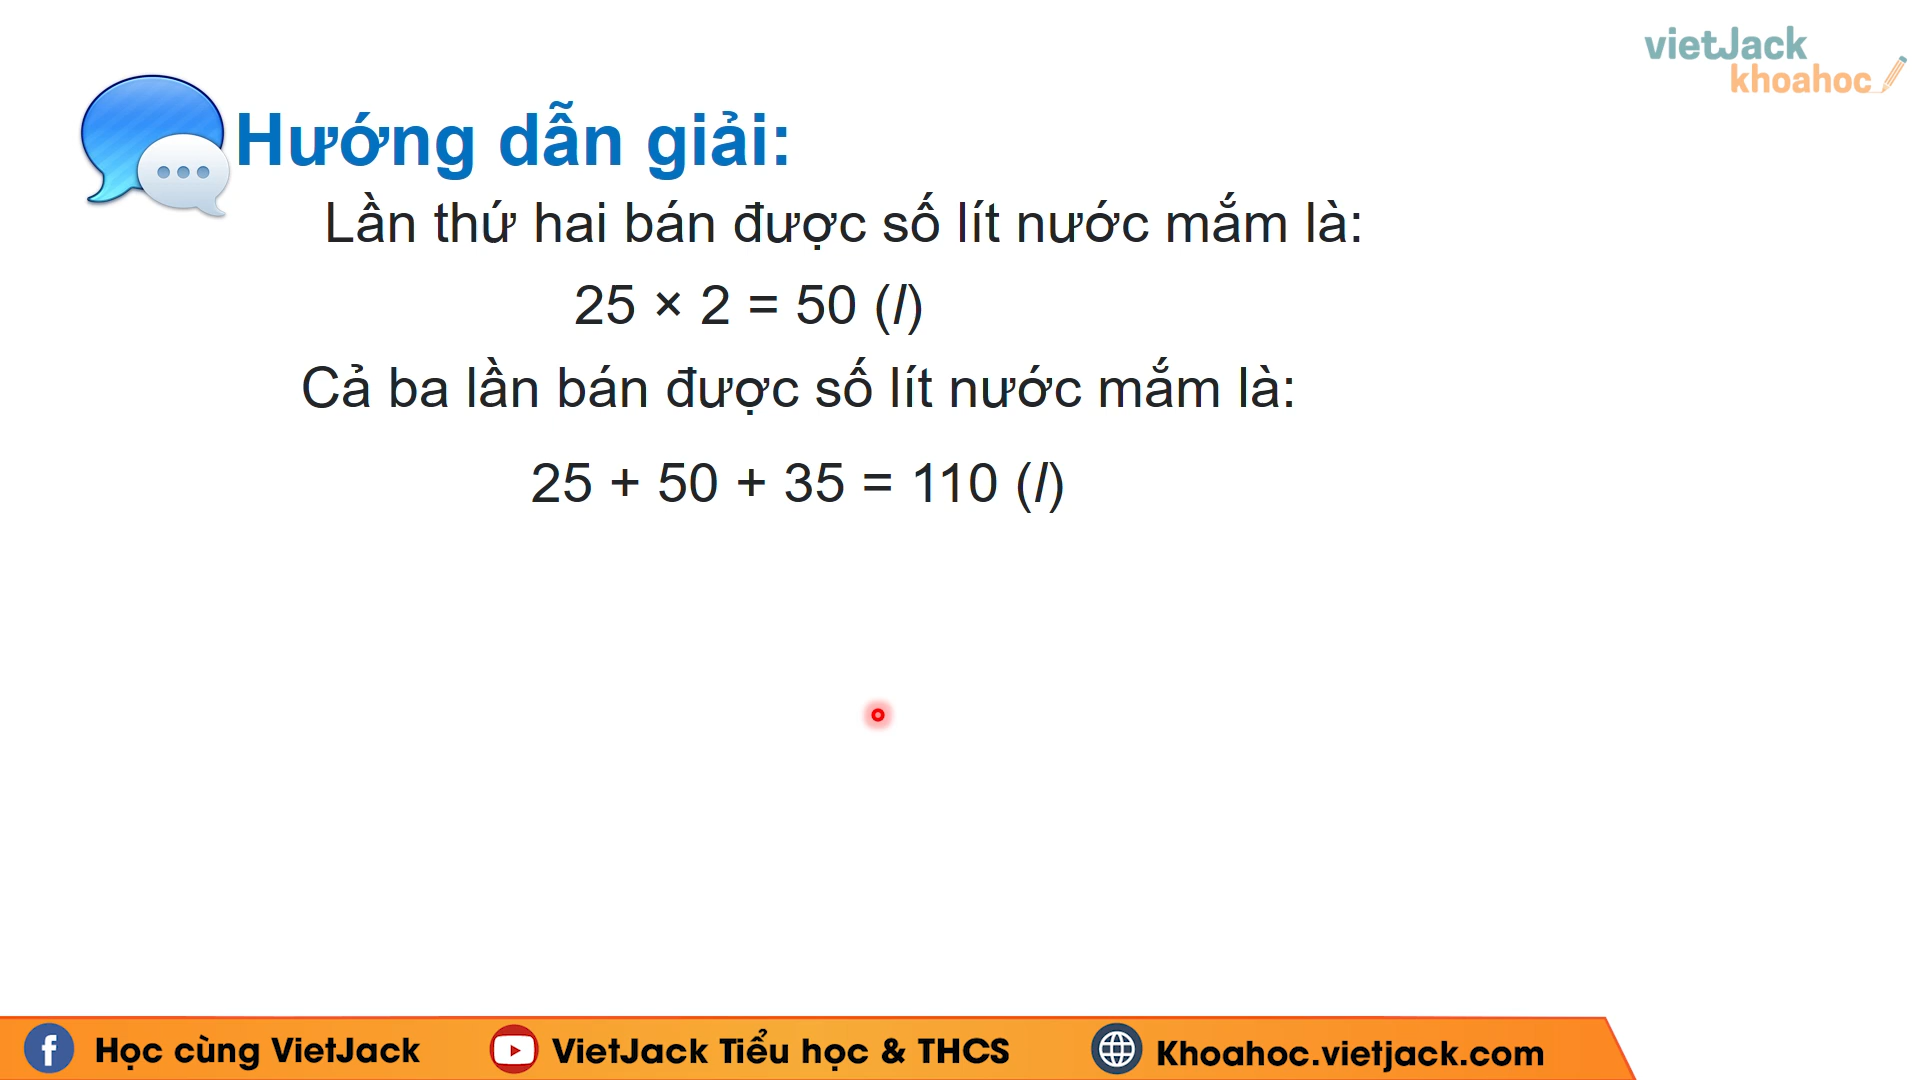 vietJack
khoahoc
Hướng dẫn giải:
Lần thứ hai bán được số lít nước mắm là:
25 × 2 = 50 (l)
Cả ba lần bán được số lít nước mắm là:
25 + 50 + 35 = 110 (l)
Học cùng VietJack
VietJack Tiểu học & THCS
Khoahoc.vietjack.com